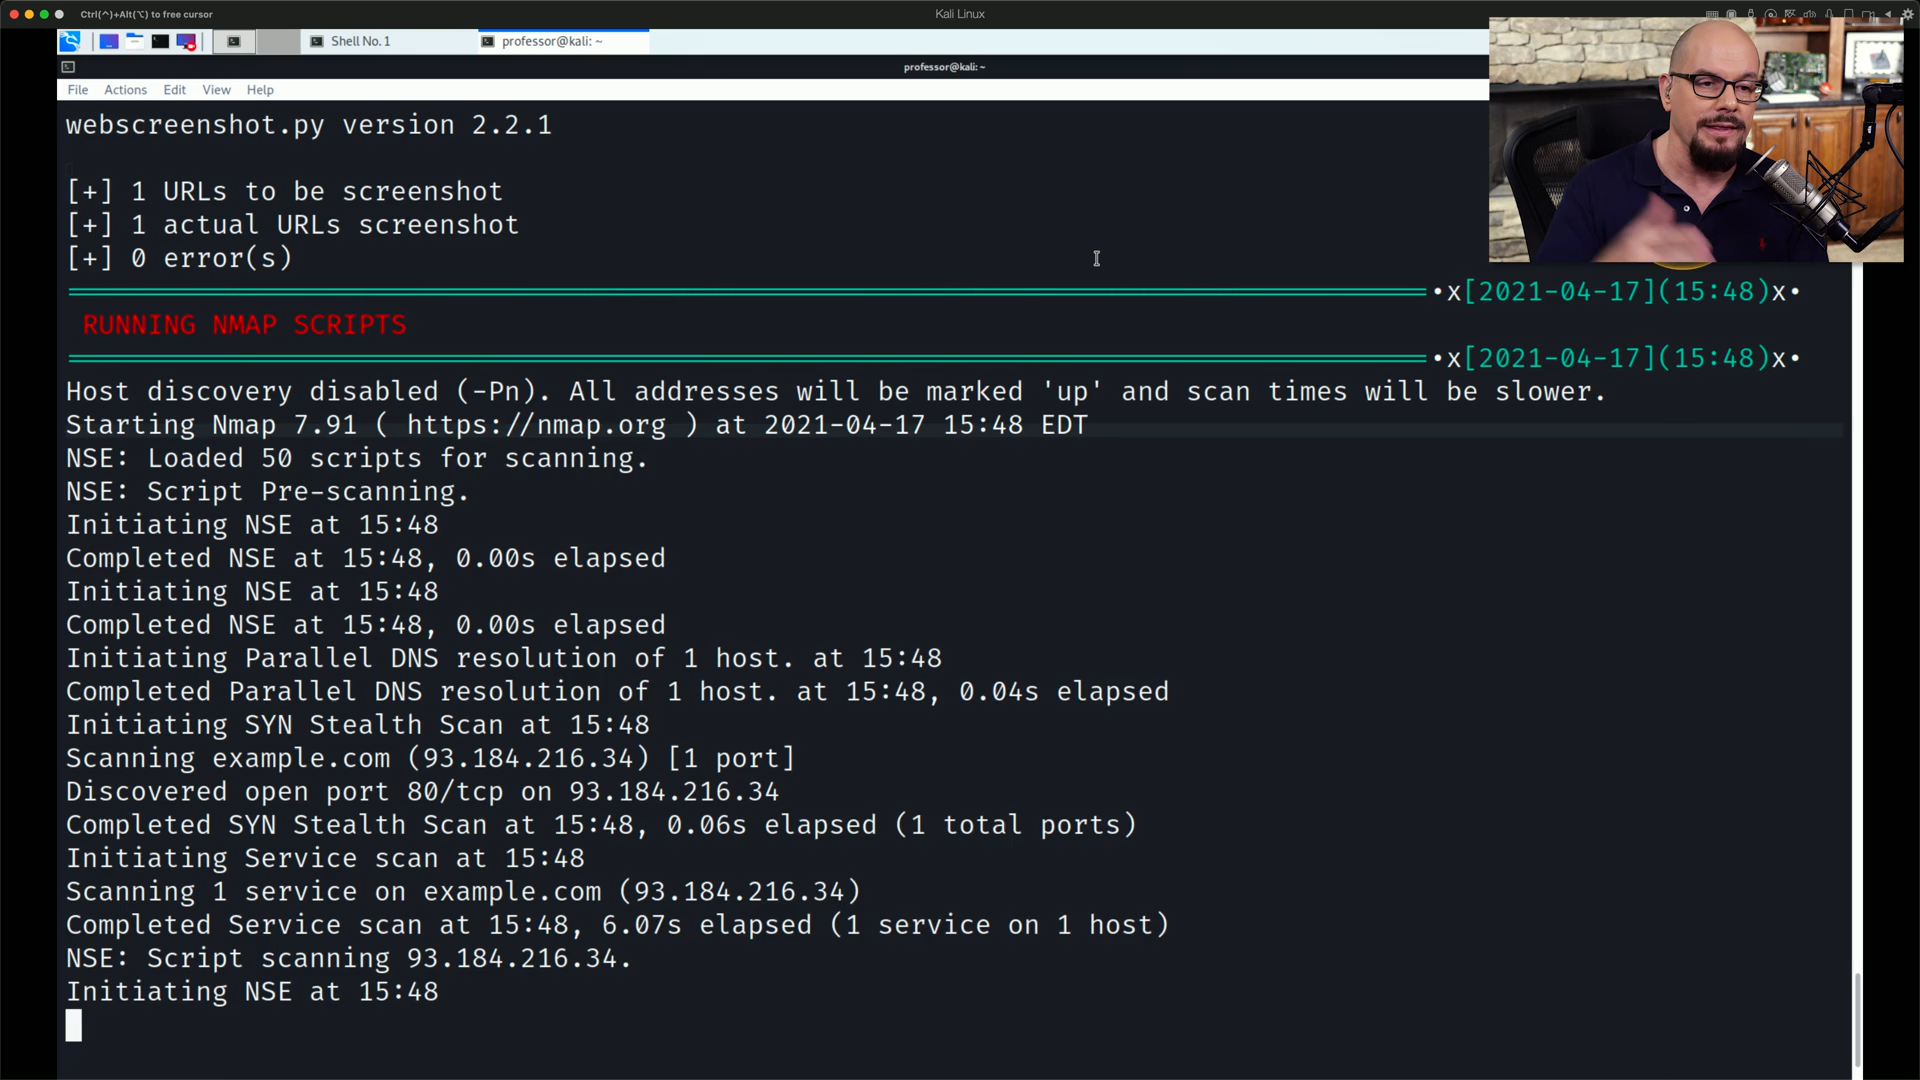 Ctrl(^)+Alt(⌥) to free cursor
Kali Linux
Shell No. 1
professor@kali: ~
professor@kali: ~
File Actions Edit View Help
webscreenshot.py version 2.2.1
[+] 1 URLs to be screenshot
[+] 1 actual URLs screenshot
[+] 0 error(s)
•x[2021-04-17](15:48)x•
RUNNING NMAP SCRIPTS
•x[2021-04-17](15:48)x•
Host discovery disabled (-Pn). All addresses will be marked 'up' and scan times will be slower.
Starting Nmap 7.91 ( https://nmap.org ) at 2021-04-17 15:48 EDT
NSE: Loaded 50 scripts for scanning.
NSE: Script Pre-scanning.
Initiating NSE at 15:48
Completed NSE at 15:48, 0.00s elapsed
Initiating NSE at 15:48
Completed NSE at 15:48, 0.00s elapsed
Initiating Parallel DNS resolution of 1 host. at 15:48
Completed Parallel DNS resolution of 1 host. at 15:48, 0.04s elapsed
Initiating SYN Stealth Scan at 15:48
Scanning example.com (93.184.216.34) [1 port]
Discovered open port 80/tcp on 93.184.216.34
Completed SYN Stealth Scan at 15:48, 0.06s elapsed (1 total ports)
Initiating Service scan at 15:48
Scanning 1 service on example.com (93.184.216.34)
Completed Service scan at 15:48, 6.07s elapsed (1 service on 1 host)
NSE: Script scanning 93.184.216.34.
Initiating NSE at 15:48